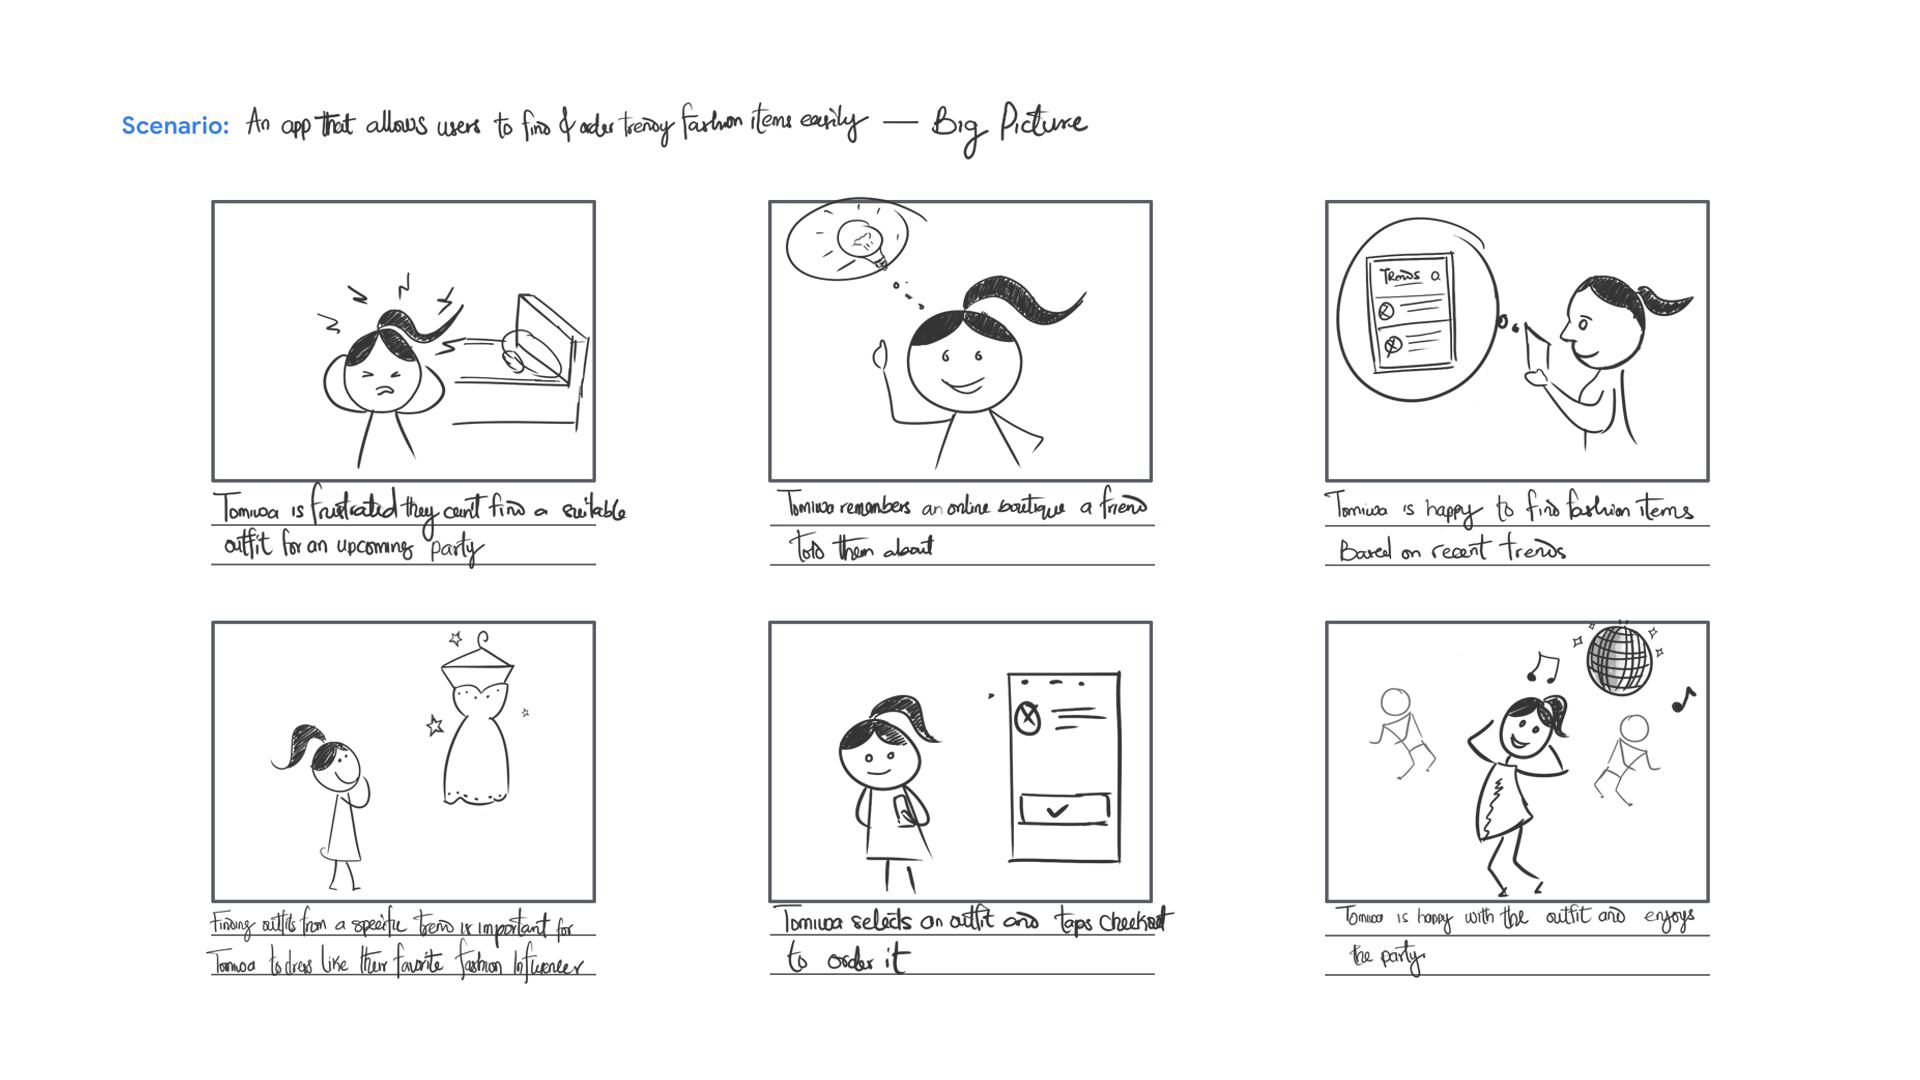 Scenario: An app that allows users to find & order trendy fashion items easily — Big Picture
Trends
Tomiwa is frustrated they can't find a suitable
outfit for an upcoming party
Tomiwa remembers an online boutique a friend
told them about
Tomiwa is happy to find fashion items
Based on recent trends
Finding outfits from a specific trend is important for
Tomiwa to dress like their favorite fashion Influencer
Tomiwa selects an outfit and taps checkout
to order it
Tomiwa is happy with the outfit and enjoys
the party.